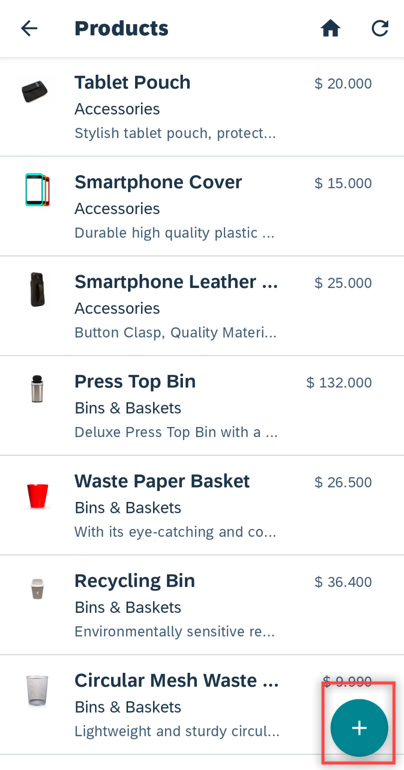 Products
Tablet Pouch $ 20.000
Accessories
Stylish tablet pouch, protect...
Smartphone Cover $ 15.000
Accessories
Durable high quality plastic ...
Smartphone Leather ... $ 25.000
Accessories
Button Clasp, Quality Materi...
Press Top Bin $ 132.000
Bins & Baskets
Deluxe Press Top Bin with a ...
Waste Paper Basket $ 26.500
Bins & Baskets
With its eye-catching and co...
Recycling Bin $ 36.400
Bins & Baskets
Environmentally sensitive re...
Circular Mesh Waste ... $ 9.990
Bins & Baskets
Lightweight and sturdy circul...